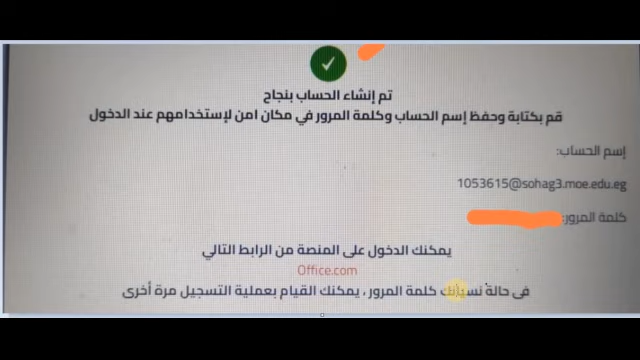 تم إنشاء الحساب بنجاح
قم بكتابة وحفظ إسم الحساب وكلمة المرور في مكان امن لإستخدامهم عند الدخول
إسم الحساب:
1053615@sohag3.moe.edu.eg
كلمة المرور:
يمكنك الدخول على المنصة من الرابط التالي
Office.com
في حالة نسيانك كلمة المرور ، يمكنك القيام بعملية التسجيل مرة أخرى